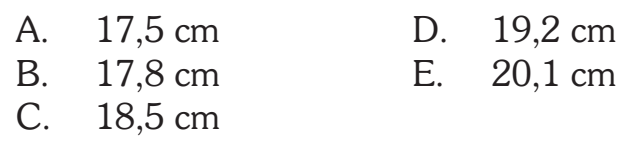 A. 17,5 cm D. 19,2 cm
B. 17,8 cm E. 20,1 cm
C. 18,5 cm